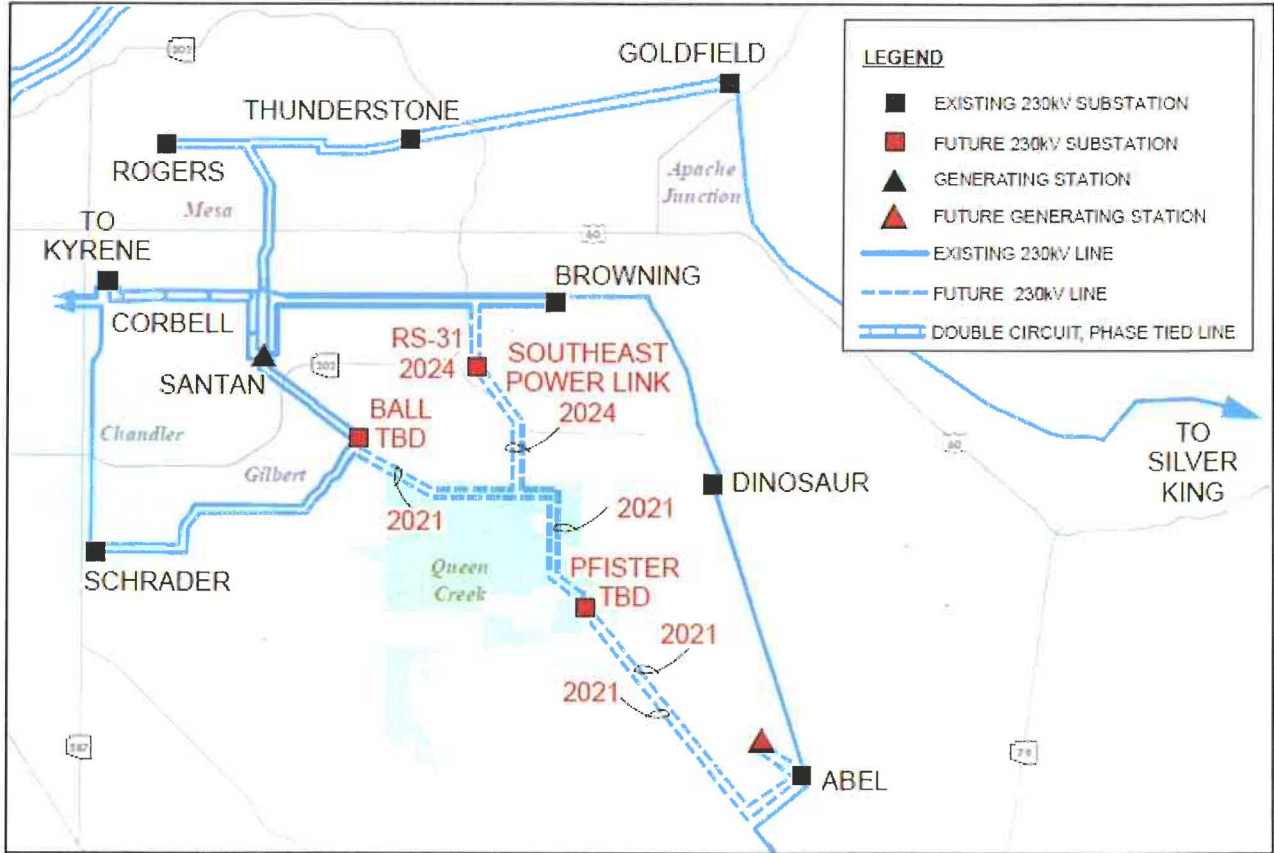 GOLDFIELD
THUNDERSTONE
ROGERS
202
Mesa
Apache
Junction
60
TO
KYRENE
CORBELL
BROWNING
SANTAN
202
RS-31
2024
SOUTHEAST
POWER LINK
2024
BALL
TBD
Chandler
Gilbert
2021
DINOSAUR
60
TO
SILVER
KING
2021
SCHRADER
Queen
Creek
PFISTER
TBD
2021
2021
ABEL
LEGEND
EXISTING 230kV SUBSTATION
FUTURE 230kV SUBSTATION
GENERATING STATION
FUTURE GENERATING STATION
EXISTING 230kV LINE
FUTURE 230kV LINE
DOUBLE CIRCUIT, PHASE TIED LINE